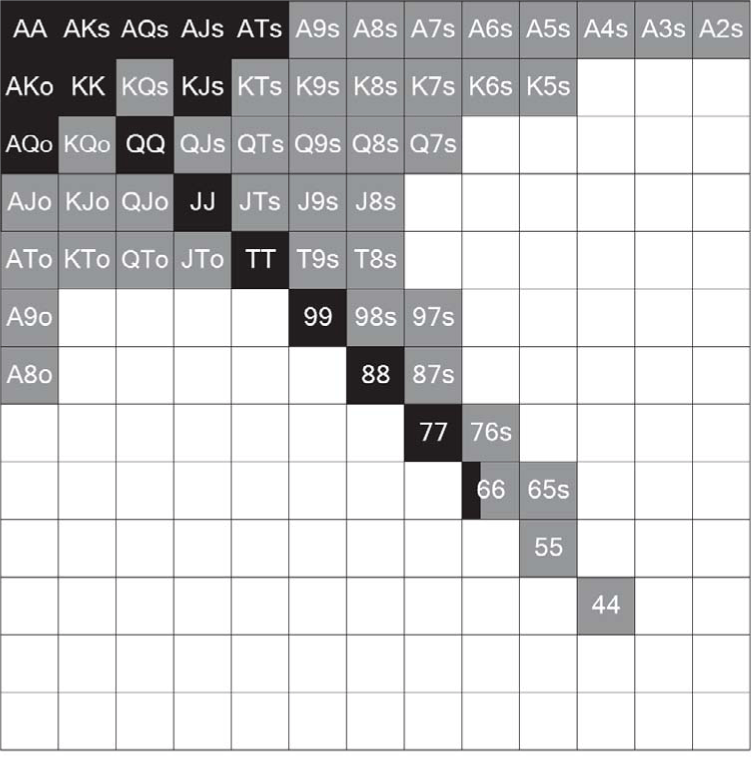 AA AKs AQs AJs ATs A9s A8s A7s A6s A5s A4s A3s A2s
AKo KK KQs KJs KTs K9s K8s K7s K6s K5s
AQo KQo QQ QJs QTs Q9s Q8s Q7s
AJo KJo QJo JJ JTs J9s J8s
ATo KTo QTo JTo TT T9s T8s
A9o 99 98s 97s
A8o 88 87s
77 76s
66 65s
55
44